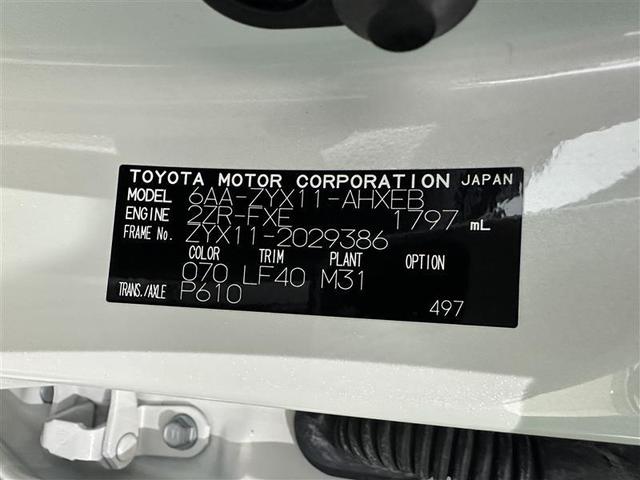 TOYOTA MOTOR CORPORATION JAPAN
MODEL 6AA-ZYX11-AHXEB
ENGINE 2ZR-FXE 1797 mL
FRAME No. ZYX11-2029386
COLOR TRIM PLANT OPTION
070 LF40 M31
TRANS./AXLE P610
497